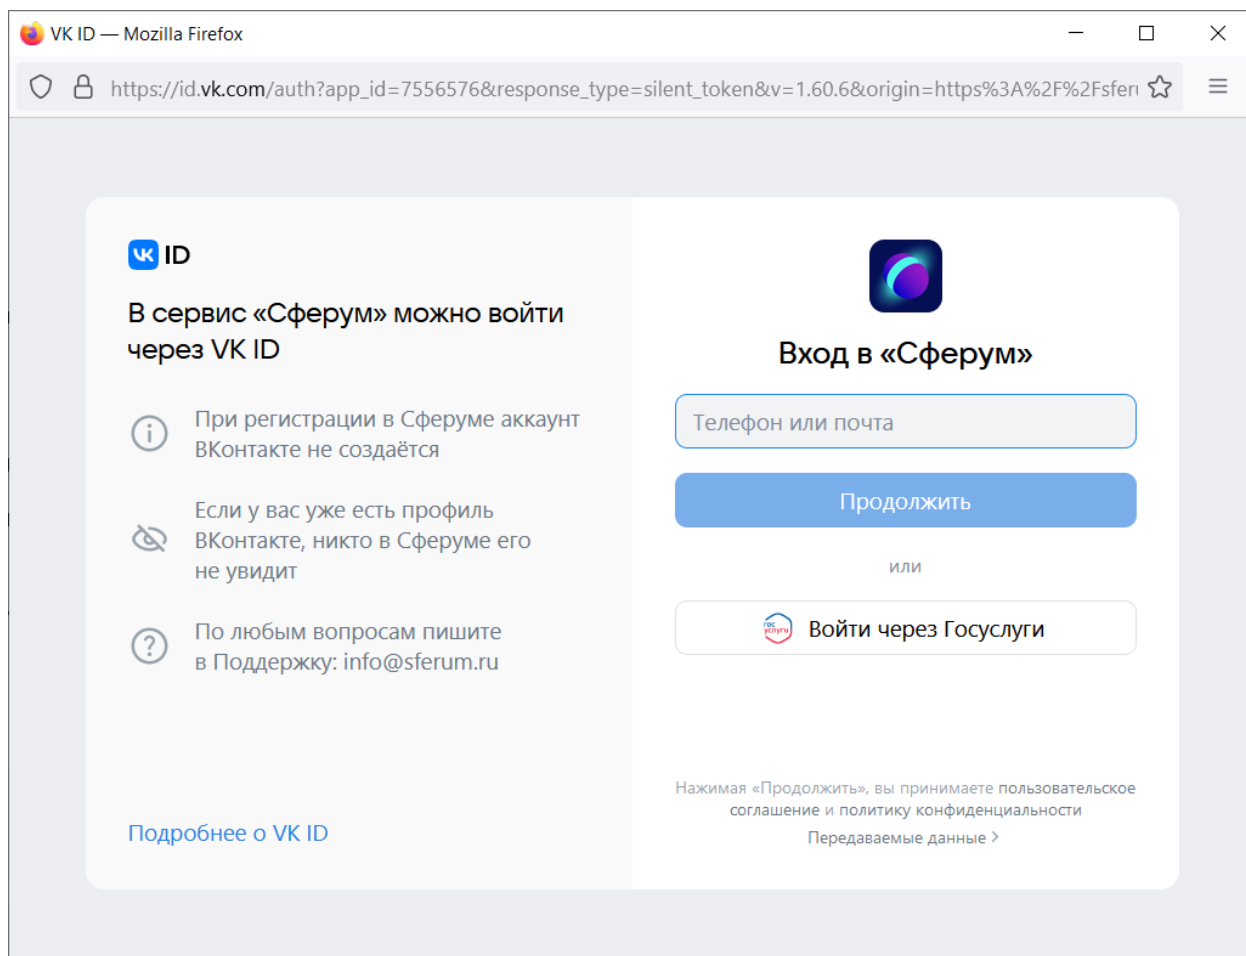 VK ID — Mozilla Firefox
https://id.vk.com/auth?app_id=7556576&response_type=silent_token&v=1.60.6&origin=https%3A%2F%2Fsferu
VK ID
В сервис «Сферум» можно войти
через VK ID
При регистрации в Сферуме аккаунт
ВКонтакте не создаётся
Если у вас уже есть профиль
ВКонтакте, никто в Сферуме его
не увидит
По любым вопросам пишите
в Поддержку: info@sferum.ru
Подробнее о VK ID
Вход в «Сферум»
Телефон или почта
Продолжить
или
гос
услуги
Войти через Госуслуги
Нажимая «Продолжить», вы принимаете пользовательское
соглашение и политику конфиденциальности
Передаваемые данные >